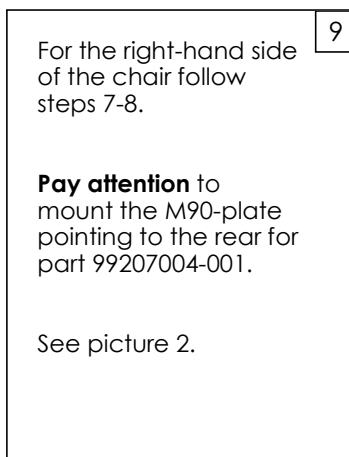 9
For the right-hand side
of the chair follow
steps 7-8.
Pay attention to
mount the M90-plate
pointing to the rear for
part 99207004-001.
See picture 2.